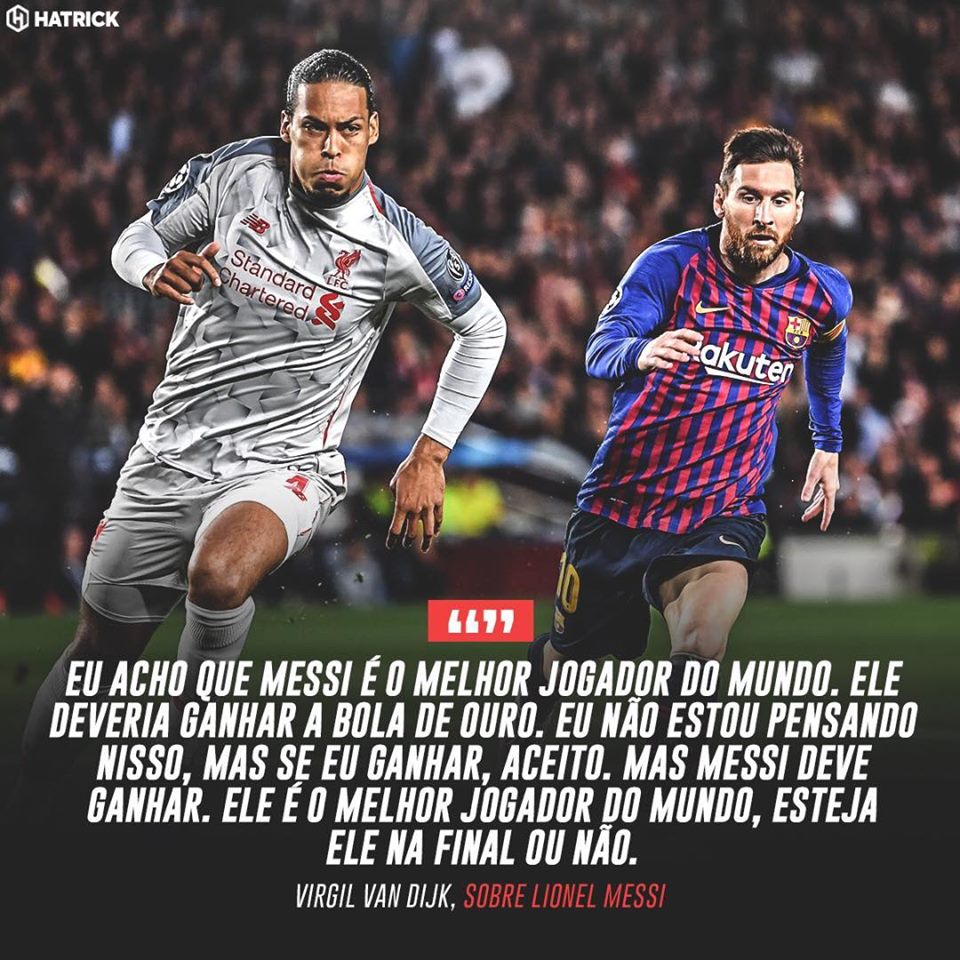 HATRICK
Standard
Chartered
L.F.C.
RESPECT
4
Rakuten
10
EU ACHO QUE MESSI É O MELHOR JOGADOR DO MUNDO. ELE
DEVERIA GANHAR A BOLA DE OURO. EU NÃO ESTOU PENSANDO
NISSO, MAS SE EU GANHAR, ACEITO. MAS MESSI DEVE
GANHAR. ELE É O MELHOR JOGADOR DO MUNDO, ESTEJA
ELE NA FINAL OU NÃO.
VIRGIL VAN DIJK, SOBRE LIONEL MESSI